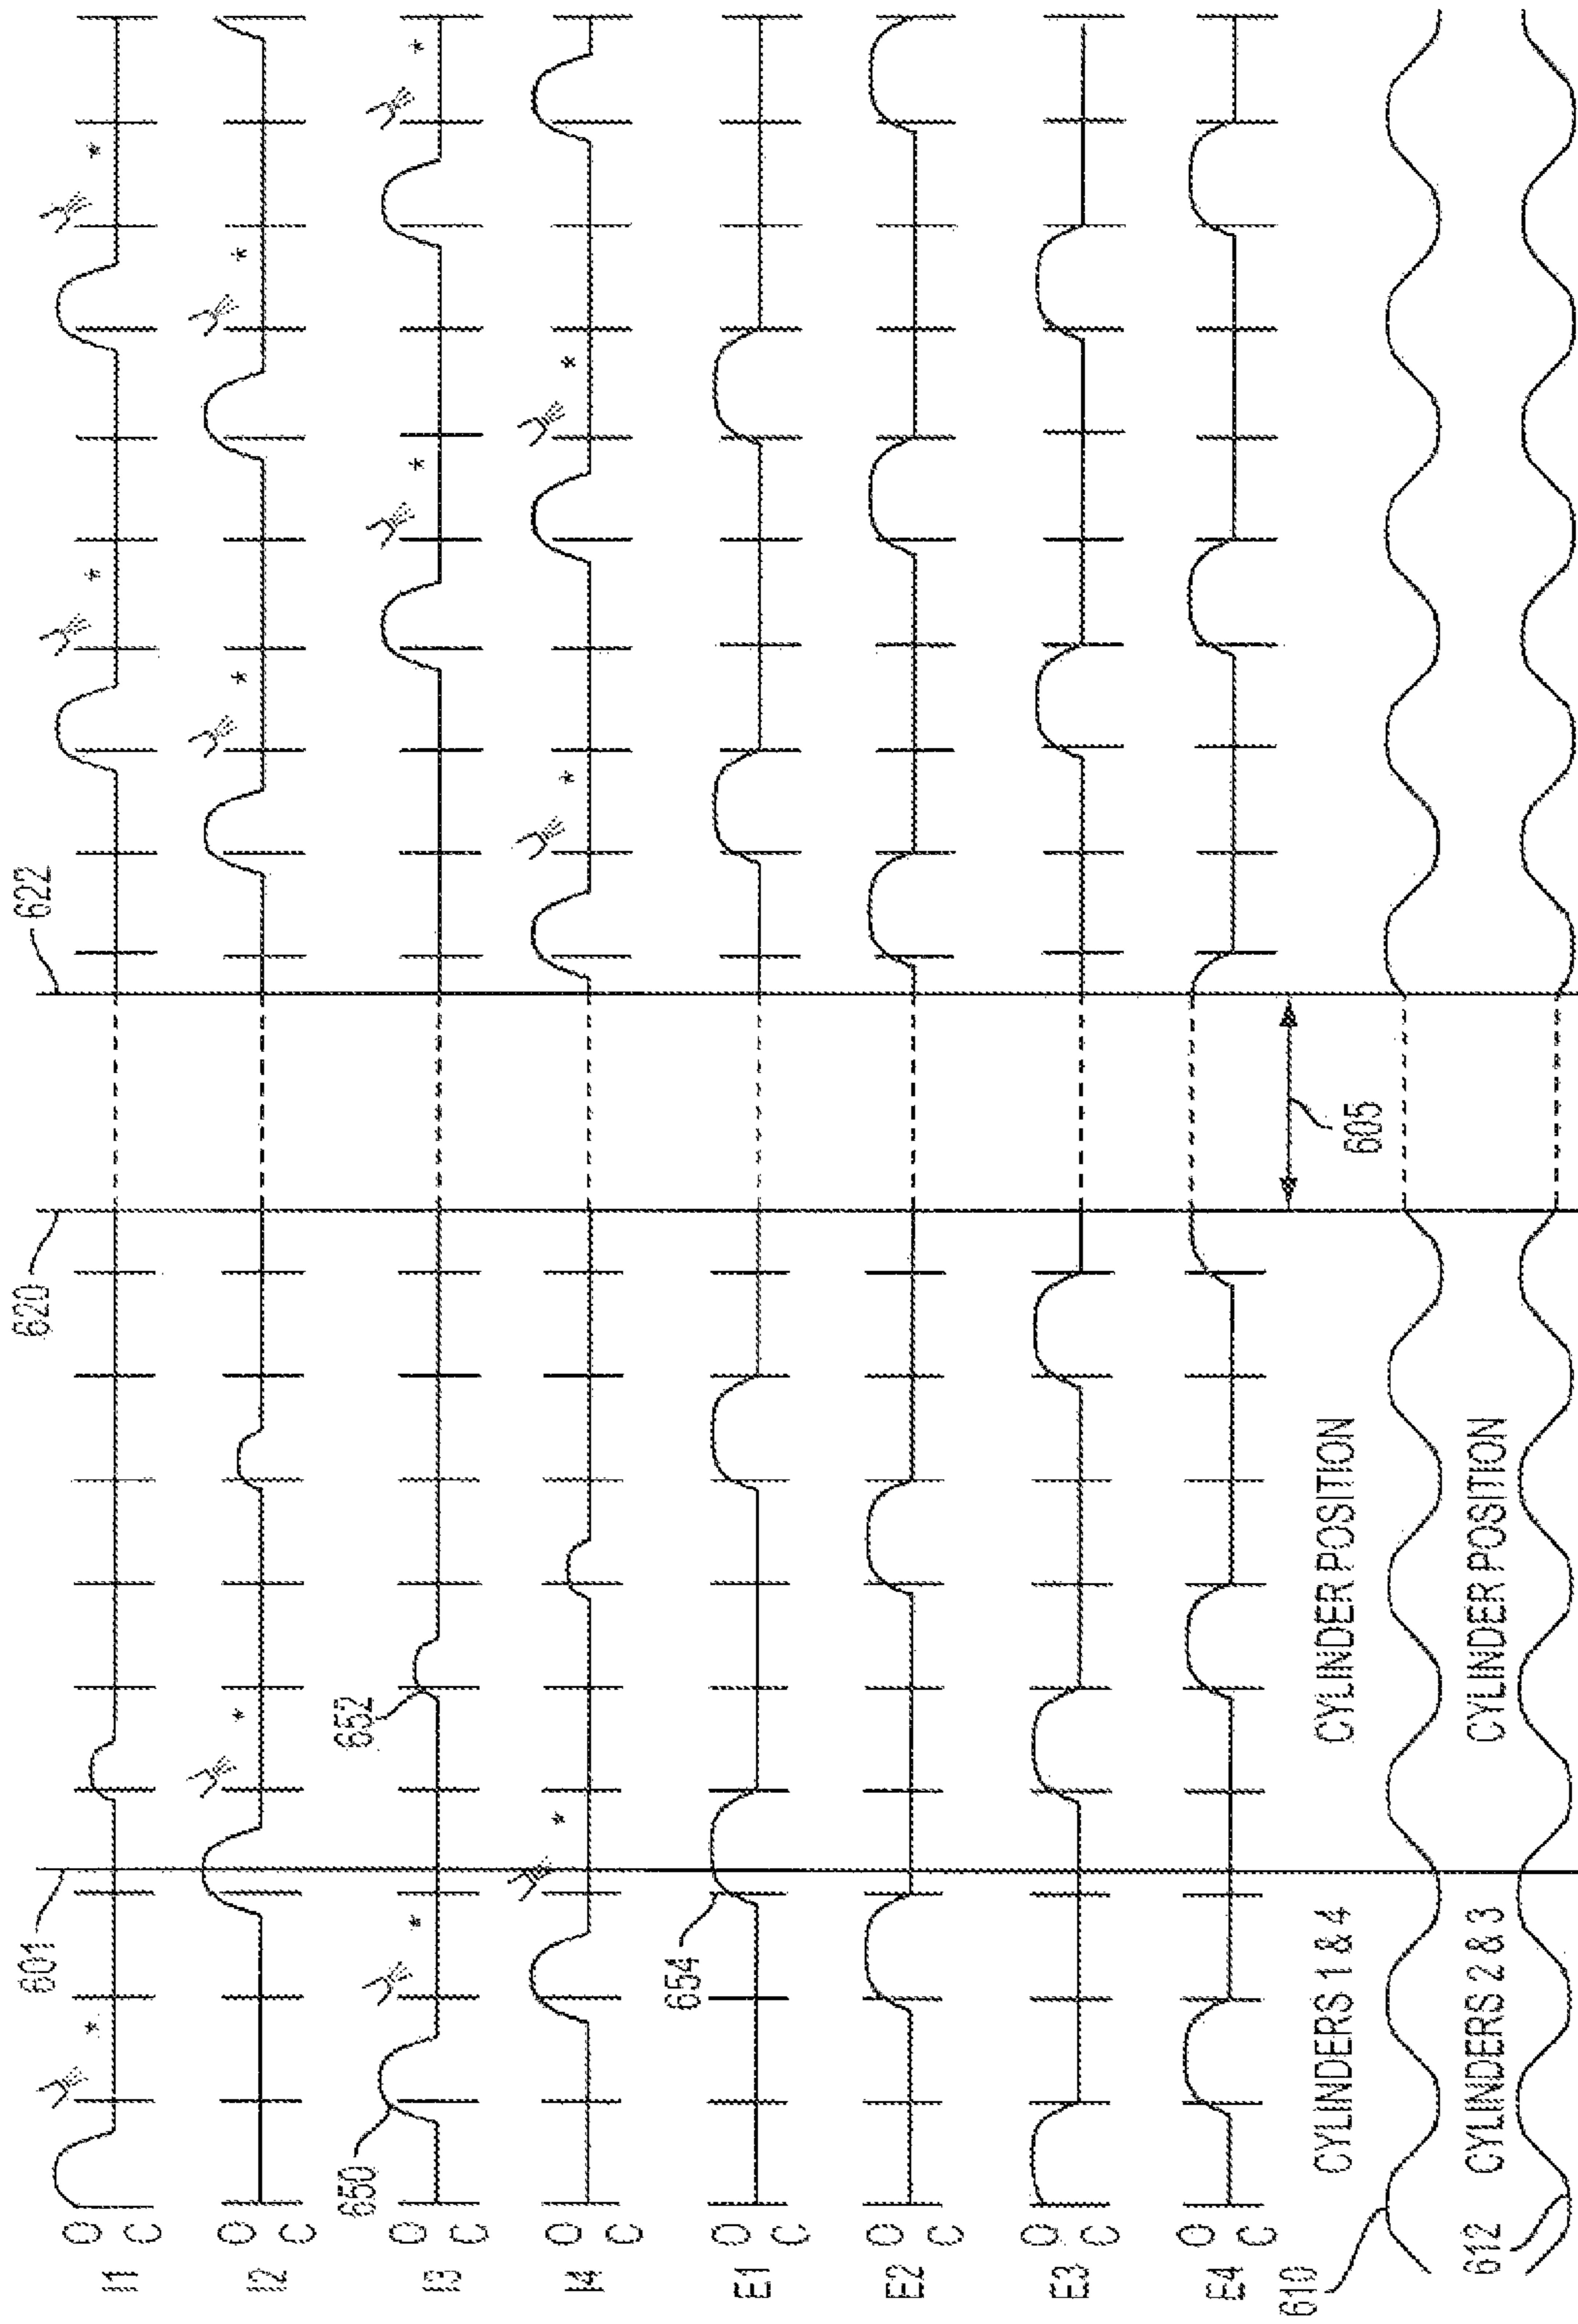 601
620
622
I1
O
C
*
*
*
I2
O
C
*
*
*
650
652
I3
O
C
*
*
*
I4
O
C
*
*
*
654
E1
O
C
E2
O
C
E3
O
C
E4
O
C
605
CYLINDERS 1 & 4
CYLINDER POSITION
610
CYLINDERS 2 & 3
CYLINDER POSITION
612